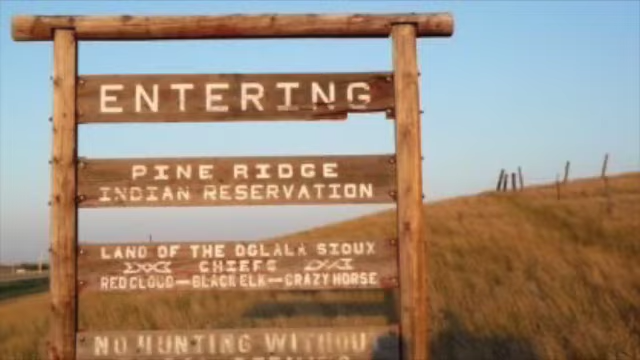 ENTERING
PINE RIDGE
INDIAN RESERVATION
LAND OF THE OGLALA SIOUX
CHIEFS
RED CLOUD—BLACK ELK—CRAZY HORSE
NO HUNTING WITHOUT